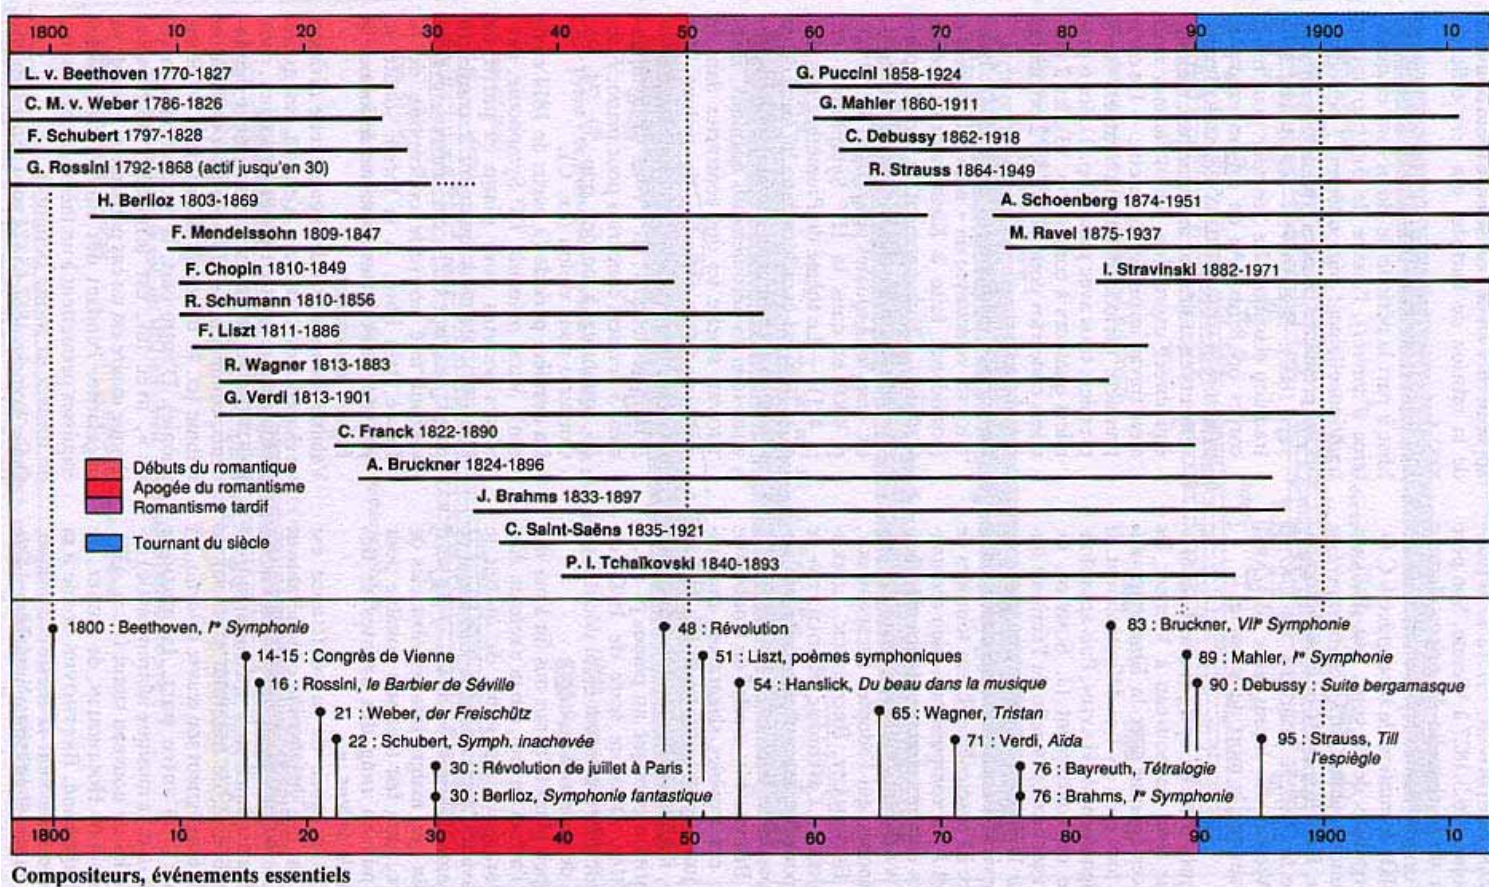 1800 10 20 30 40 50 60 70 80 90 1900 10
L. v. Beethoven 1770-1827
C. M. v. Weber 1786-1826
F. Schubert 1797-1828
G. Rossini 1792-1868 (actif jusqu'en 30)
H. Berlioz 1803-1869
F. Mendelssohn 1809-1847
F. Chopin 1810-1849
R. Schumann 1810-1856
F. Liszt 1811-1886
R. Wagner 1813-1883
G. Verdi 1813-1901
C. Franck 1822-1890
A. Bruckner 1824-1896
J. Brahms 1833-1897
C. Saint-Saëns 1835-1921
P. I. Tchaïkovski 1840-1893
G. Puccini 1858-1924
G. Mahler 1860-1911
C. Debussy 1862-1918
R. Strauss 1864-1949
A. Schoenberg 1874-1951
M. Ravel 1875-1937
I. Stravinski 1882-1971
Débuts du romantique
Apogée du romantisme
Romantisme tardif
Tournant du siècle
1800 : Beethoven, Ire Symphonie
14-15 : Congrès de Vienne
16 : Rossini, le Barbier de Séville
21 : Weber, der Freischütz
22 : Schubert, Symph. inachevée
30 : Révolution de juillet à Paris
30 : Berlioz, Symphonie fantastique
48 : Révolution
51 : Liszt, poèmes symphoniques
54 : Hanslick, Du beau dans la musique
65 : Wagner, Tristan
71 : Verdi, Aïda
76 : Bayreuth, Tétralogie
76 : Brahms, Ire Symphonie
83 : Bruckner, VIIe Symphonie
89 : Mahler, Ire Symphonie
90 : Debussy : Suite bergamasque
95 : Strauss, Till
l'espiègle
1800 10 20 30 40 50 60 70 80 90 1900 10
Compositeurs, événements essentiels